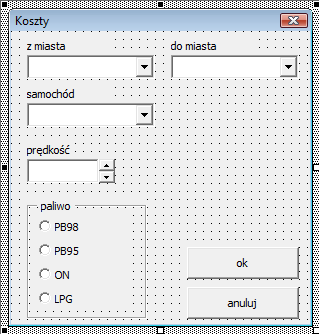 Koszty
z miasta
do miasta
samochód
prędkość
paliwo
PB98
PB95
ON
LPG
ok
anuluj